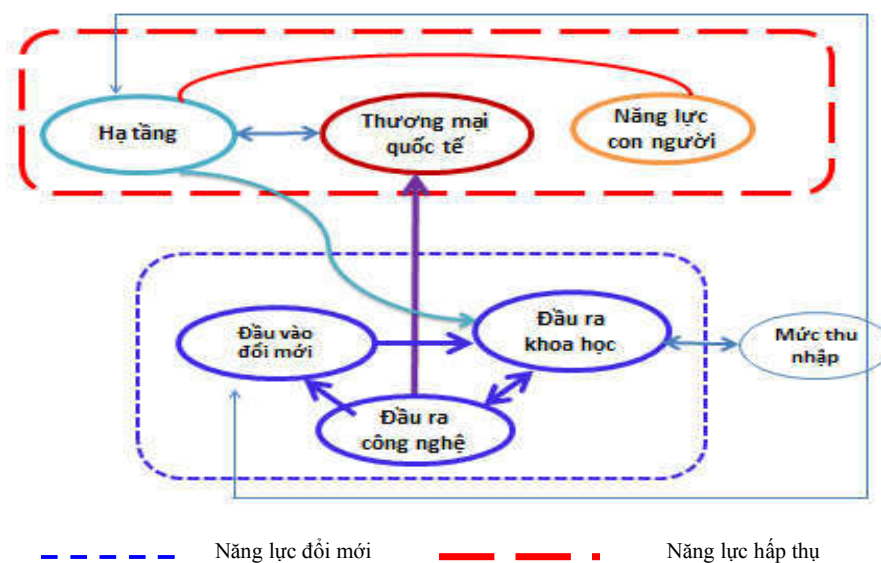 Hạ tầng
Thương mại
quốc tế
Năng lực
con người
Đầu vào
đổi mới
Đầu ra
khoa học
Mức thu
nhập
Đầu ra
công nghệ
Năng lực đổi mới
Năng lực hấp thụ